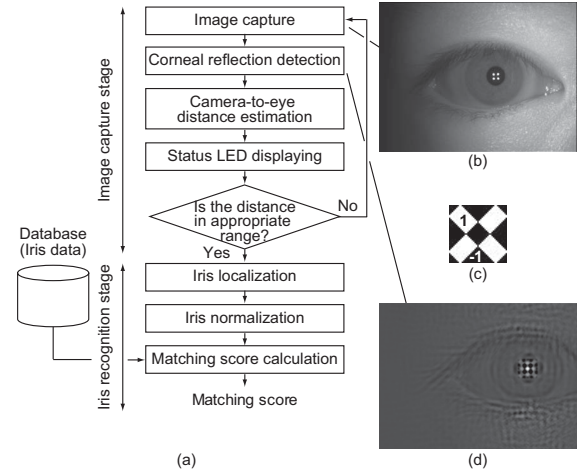 (a)
Image capture
Corneal reflection detection
Camera-to-eye
distance estimation
Status LED displaying
Is the distance
in appropriate
range?
No
Yes
Iris localization
Iris normalization
Matching score calculation
Matching score
Image capture stage
Iris recognition stage
Database
(Iris data)
(a)
(b)
1
-1
(c)
(d)